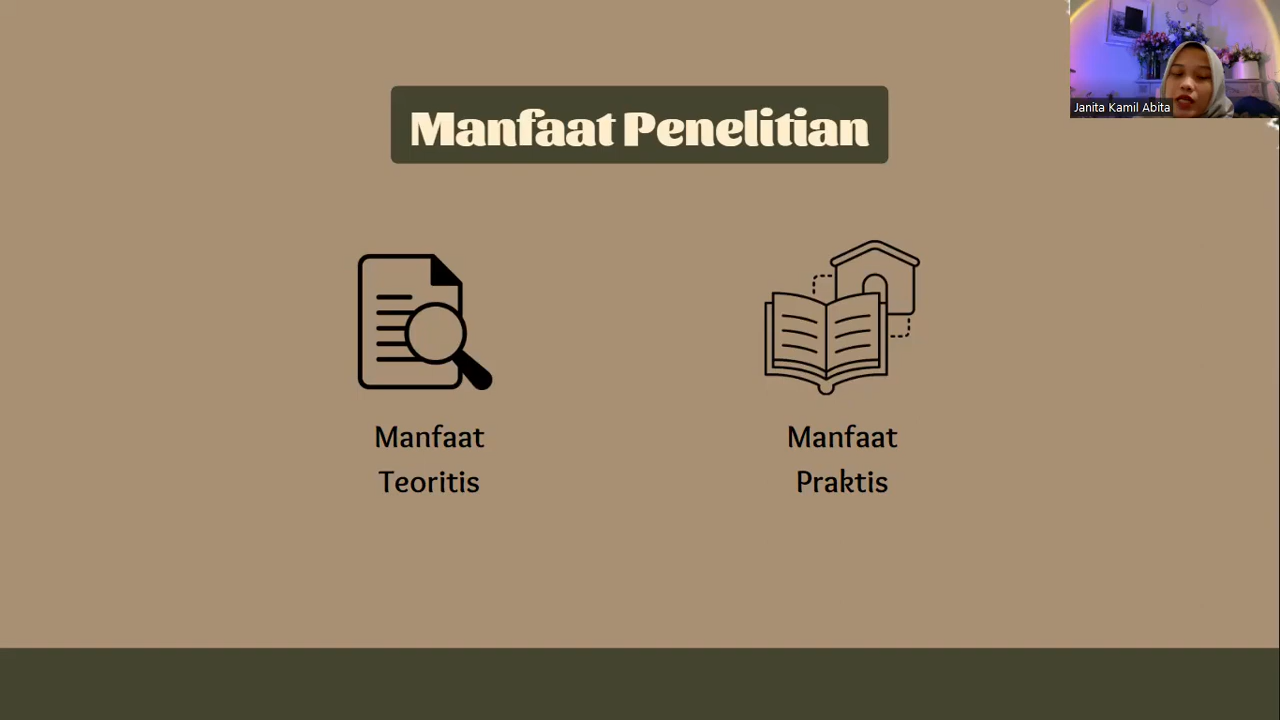 Manfaat Penelitian
Janita Kamil Abita
Manfaat
Teoritis
Manfaat
Praktis